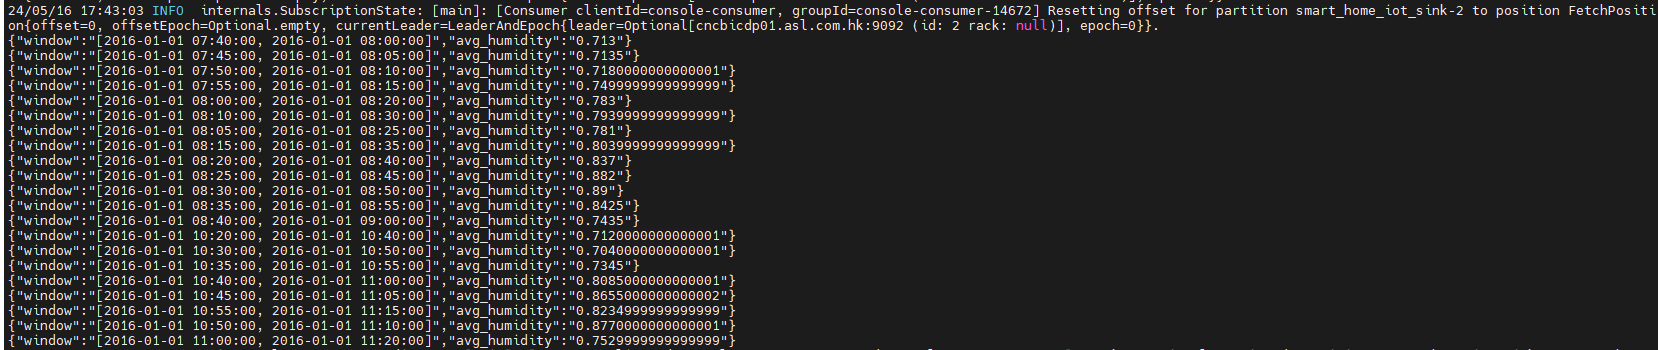 24/05/16 17:43:03 INFO  internals.SubscriptionState: [main]: [Consumer clientId=console-consumer, groupId=console-consumer-14672] Resetting offset for partition smart_home_iot_sink-2 to position FetchPositi
on{offset=0, offsetEpoch=Optional.empty, currentLeader=LeaderAndEpoch{leader=Optional[cncbicdp01.asl.com.hk:9092 (id: 2 rack: null)], epoch=0}}.
{"window":"[2016-01-01 07:40:00, 2016-01-01 08:00:00]","avg_humidity":"0.713"}
{"window":"[2016-01-01 07:45:00, 2016-01-01 08:05:00]","avg_humidity":"0.7135"}
{"window":"[2016-01-01 07:50:00, 2016-01-01 08:10:00]","avg_humidity":"0.7180000000000001"}
{"window":"[2016-01-01 07:55:00, 2016-01-01 08:15:00]","avg_humidity":"0.7499999999999999"}
{"window":"[2016-01-01 08:00:00, 2016-01-01 08:20:00]","avg_humidity":"0.783"}
{"window":"[2016-01-01 08:10:00, 2016-01-01 08:30:00]","avg_humidity":"0.7939999999999999"}
{"window":"[2016-01-01 08:05:00, 2016-01-01 08:25:00]","avg_humidity":"0.781"}
{"window":"[2016-01-01 08:15:00, 2016-01-01 08:35:00]","avg_humidity":"0.8039999999999999"}
{"window":"[2016-01-01 08:20:00, 2016-01-01 08:40:00]","avg_humidity":"0.837"}
{"window":"[2016-01-01 08:25:00, 2016-01-01 08:45:00]","avg_humidity":"0.882"}
{"window":"[2016-01-01 08:30:00, 2016-01-01 08:50:00]","avg_humidity":"0.89"}
{"window":"[2016-01-01 08:35:00, 2016-01-01 08:55:00]","avg_humidity":"0.8425"}
{"window":"[2016-01-01 08:40:00, 2016-01-01 09:00:00]","avg_humidity":"0.7435"}
{"window":"[2016-01-01 10:20:00, 2016-01-01 10:40:00]","avg_humidity":"0.7120000000000001"}
{"window":"[2016-01-01 10:30:00, 2016-01-01 10:50:00]","avg_humidity":"0.7040000000000001"}
{"window":"[2016-01-01 10:35:00, 2016-01-01 10:55:00]","avg_humidity":"0.7345"}
{"window":"[2016-01-01 10:40:00, 2016-01-01 11:00:00]","avg_humidity":"0.8085000000000001"}
{"window":"[2016-01-01 10:45:00, 2016-01-01 11:05:00]","avg_humidity":"0.8655000000000002"}
{"window":"[2016-01-01 10:55:00, 2016-01-01 11:15:00]","avg_humidity":"0.8234999999999999"}
{"window":"[2016-01-01 10:50:00, 2016-01-01 11:10:00]","avg_humidity":"0.8770000000000001"}
{"window":"[2016-01-01 11:00:00, 2016-01-01 11:20:00]","avg_humidity":"0.7529999999999999"}